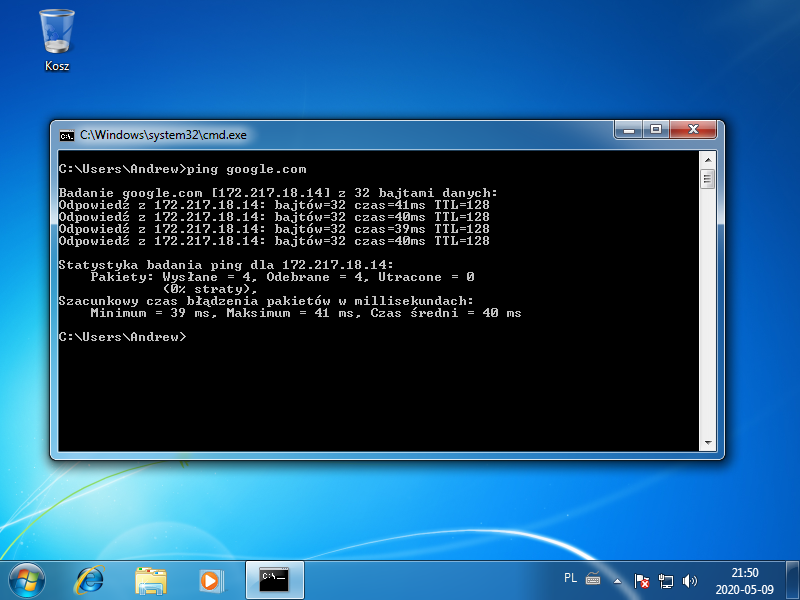 Kosz
C:\Windows\system32\cmd.exe
C:\Users\Andrew>ping google.com
Badanie google.com [172.217.18.14] z 32 bajtami danych:
Odpowiedź z 172.217.18.14: bajtów=32 czas=41ms TTL=128
Odpowiedź z 172.217.18.14: bajtów=32 czas=40ms TTL=128
Odpowiedź z 172.217.18.14: bajtów=32 czas=39ms TTL=128
Odpowiedź z 172.217.18.14: bajtów=32 czas=40ms TTL=128
Statystyka badania ping dla 172.217.18.14:
Pakiety: Wysłane = 4, Odebrane = 4, Utracone = 0
(0% straty),
Szacunkowy czas błądzenia pakietów w millisekundach:
Minimum = 39 ms, Maksimum = 41 ms, Czas średni = 40 ms
C:\Users\Andrew>
PL
21:50
2020-05-09